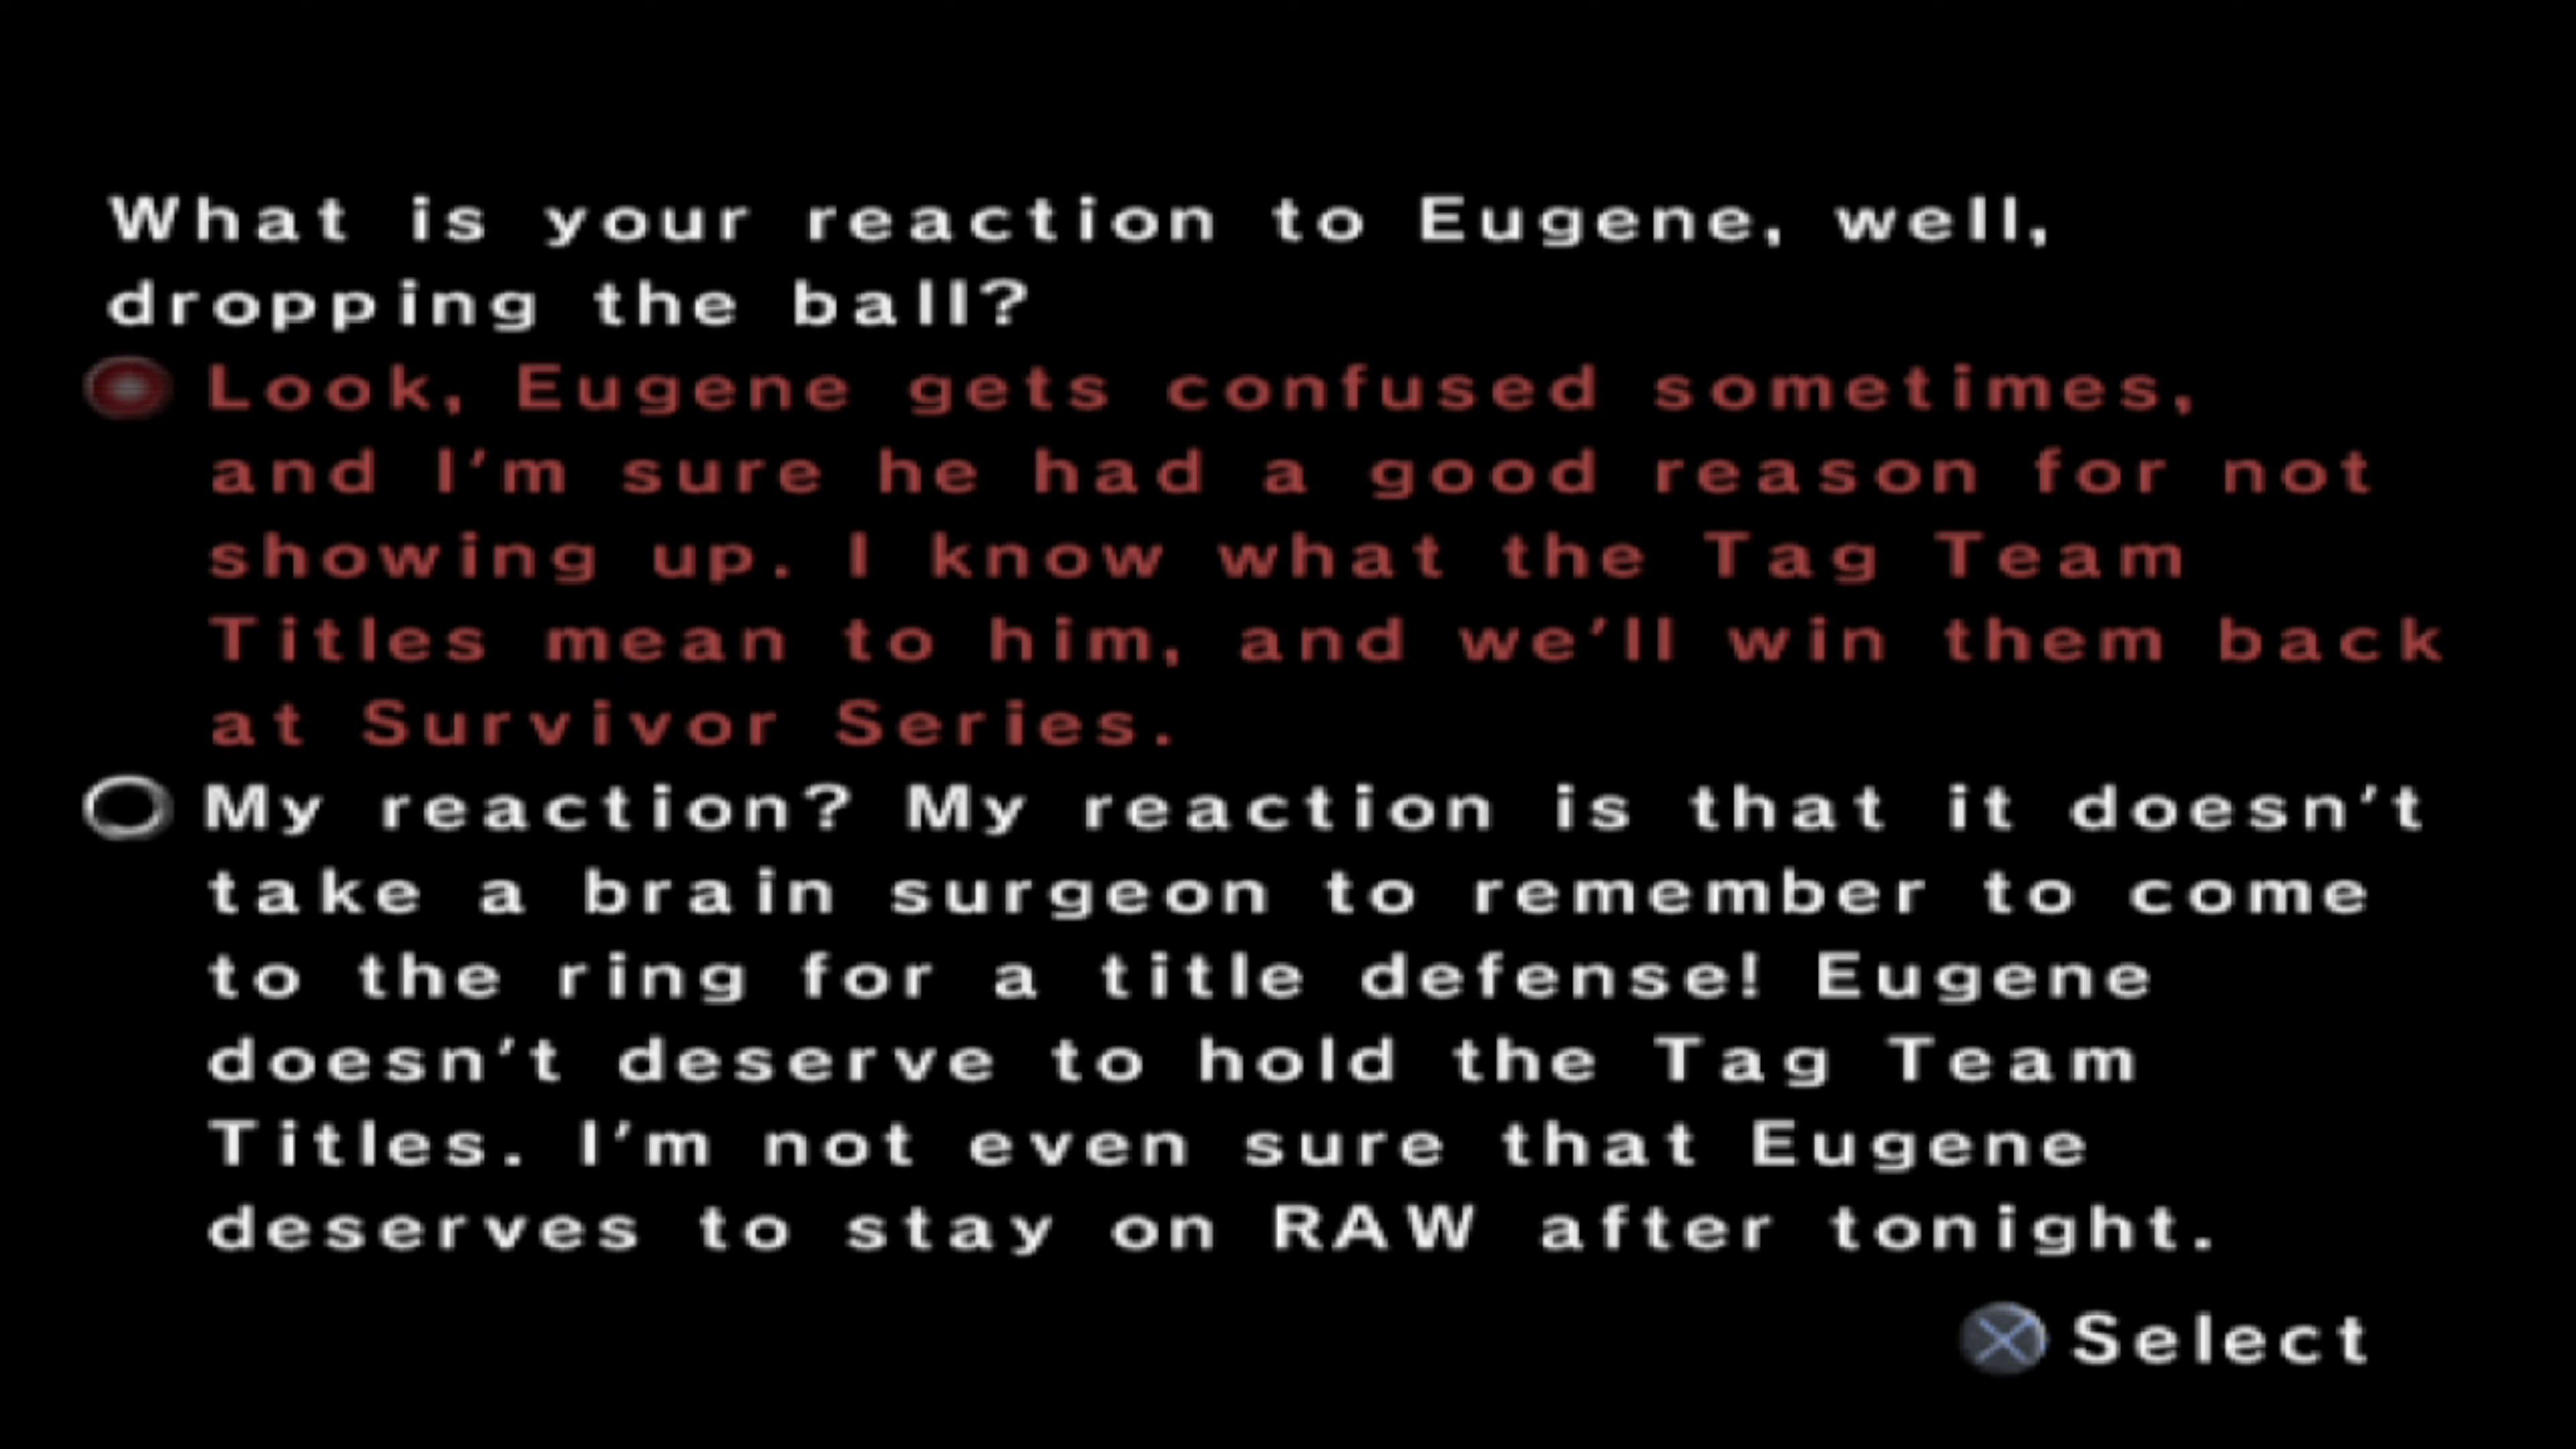 What is your reaction to Eugene, well,
dropping the ball?
Look, Eugene gets confused sometimes,
and I'm sure he had a good reason for not
showing up. I know what the Tag Team
Titles mean to him, and we'll win them back
at Survivor Series.
My reaction? My reaction is that it doesn't
take a brain surgeon to remember to come
to the ring for a title defense! Eugene
doesn't deserve to hold the Tag Team
Titles. I'm not even sure that Eugene
deserves to stay on RAW after tonight.
Select